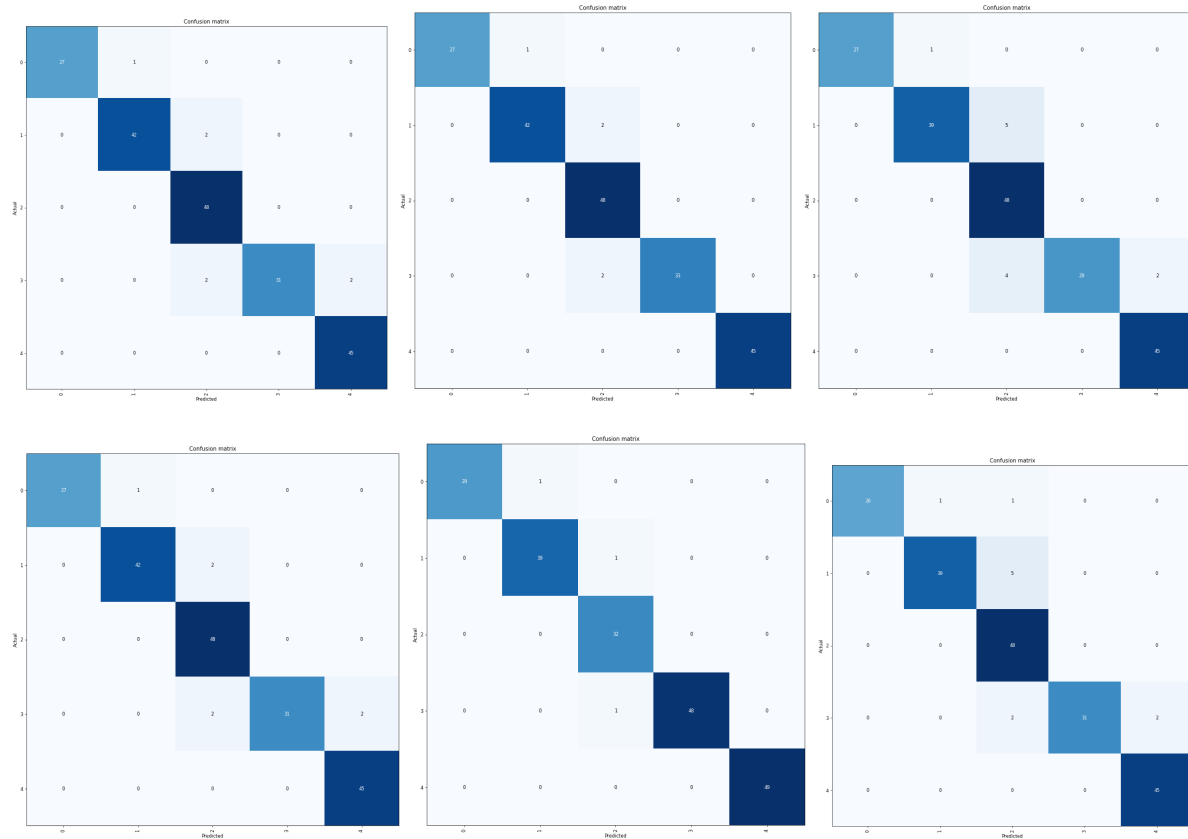 Confusion matrix
0 27 1 0 0 0
1 0 42 2 0 0
2 0 0 48 0 0
3 0 0 2 31 2
4 0 0 0 0 45
0 1 2 3 4
Actual
Predicted
Confusion matrix
0 27 1 0 0 0
1 0 42 2 0 0
2 0 0 48 0 0
3 0 0 2 33 0
4 0 0 0 0 45
0 1 2 3 4
Actual
Predicted
Confusion matrix
0 27 1 0 0 0
1 0 39 5 0 0
2 0 0 48 0 0
3 0 0 4 29 2
4 0 0 0 0 45
0 1 2 3 4
Actual
Predicted
Confusion matrix
0 27 1 0 0 0
1 0 42 2 0 0
2 0 0 48 0 0
3 0 0 2 31 2
4 0 0 0 0 45
0 1 2 3 4
Actual
Predicted
Confusion matrix
0 1 0 0 0
1 0 39 1 0 0
2 0 0 32 0 0
3 0 0 1 48 0
4 0 0 0 0 49
0 1 2 3 4
Actual
Predicted
Confusion matrix
0 26 1 1 0 0
1 0 39 5 0 0
2 0 0 48 0 0
3 0 0 2 31 2
4 0 0 0 0 45
0 1 2 3 4
Actual
Predicted